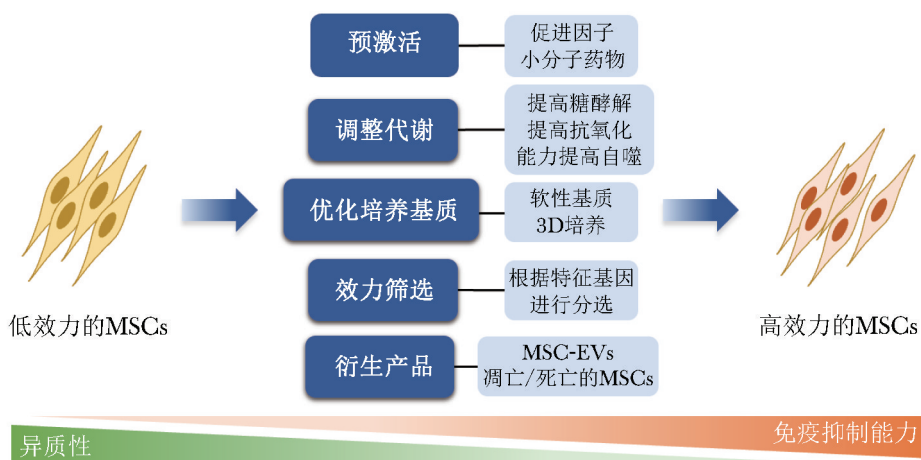 预激活
促进因子
小分子药物
调整代谢
提高糖酵解
提高抗氧化
能力提高自噬
优化培养基质
软性基质
3D培养
效力筛选
根据特征基因
进行分选
衍生产品
MSC-EVs
凋亡/死亡的MSCs
低效力的MSCs
高效力的MSCs
异质性
免疫抑制能力